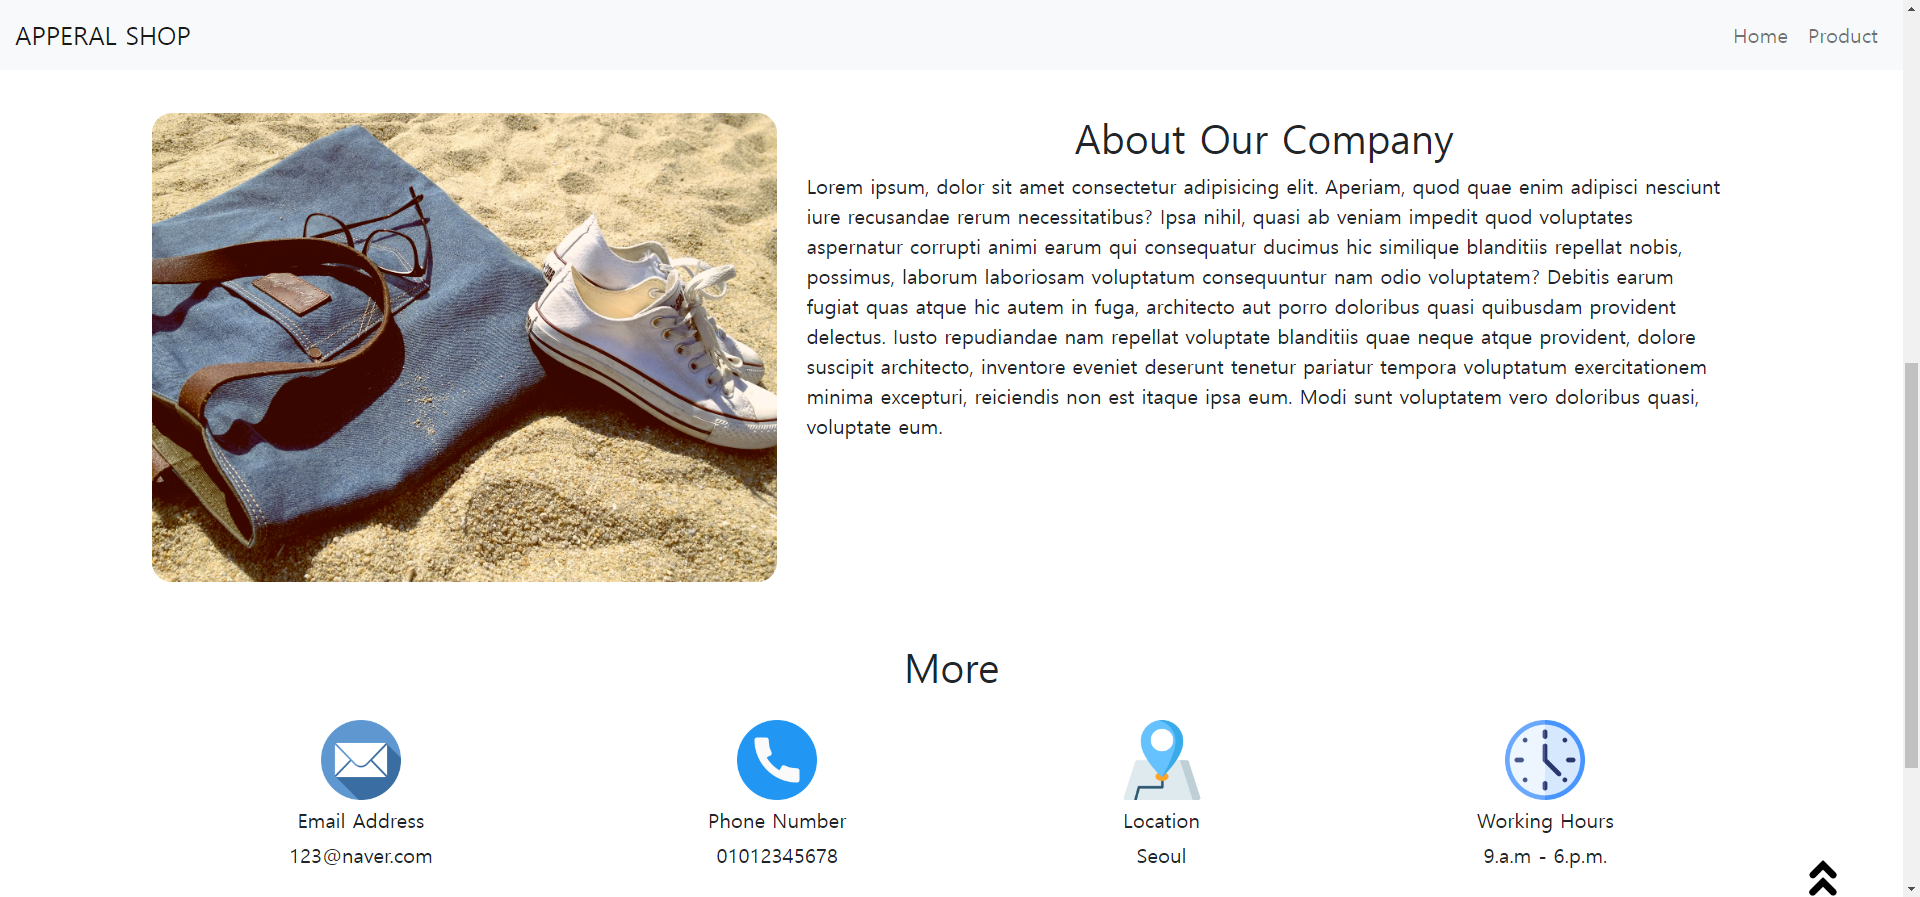 APPERAL SHOP
Home Product
About Our Company
Lorem ipsum, dolor sit amet consectetur adipisicing elit. Aperiam, quod quae enim adipisci nesciunt
iure recusandae rerum necessitatibus? Ipsa nihil, quasi ab veniam impedit quod voluptates
aspernatur corrupti animi earum qui consequatur ducimus hic similique blanditiis repellat nobis,
possimus, laborum laboriosam voluptatum consequuntur nam odio voluptatem? Debitis earum
fugiat quas atque hic autem in fuga, architecto aut porro doloribus quasi quibusdam provident
delectus. Iusto repudiandae nam repellat voluptate blanditiis quae neque atque provident, dolore
suscipit architecto, inventore eveniet deserunt tenetur pariatur tempora voluptatum exercitationem
minima excepturi, reiciendis non est itaque ipsa eum. Modi sunt voluptatem vero doloribus quasi,
voluptate eum.
More
Email Address
123@naver.com
Phone Number
01012345678
Location
Seoul
Working Hours
9.a.m - 6.p.m.